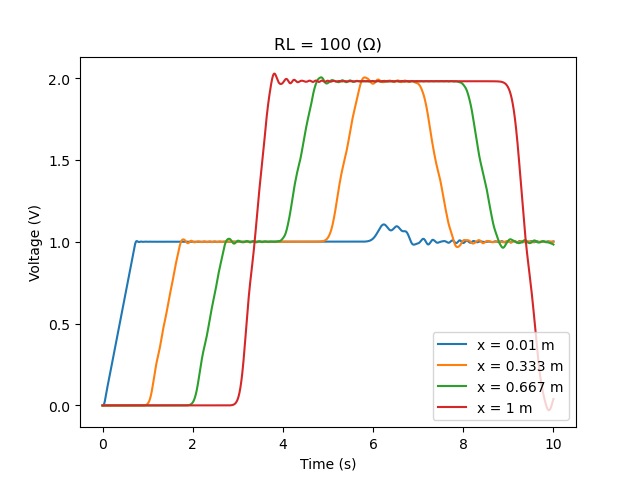 RL = 100 (Ω)
Voltage (V)
2.0
1.5
1.0
0.5
0.0
x = 0.01 m
x = 0.333 m
x = 0.667 m
x = 1 m
0 2 4 6 8 10
Time (s)